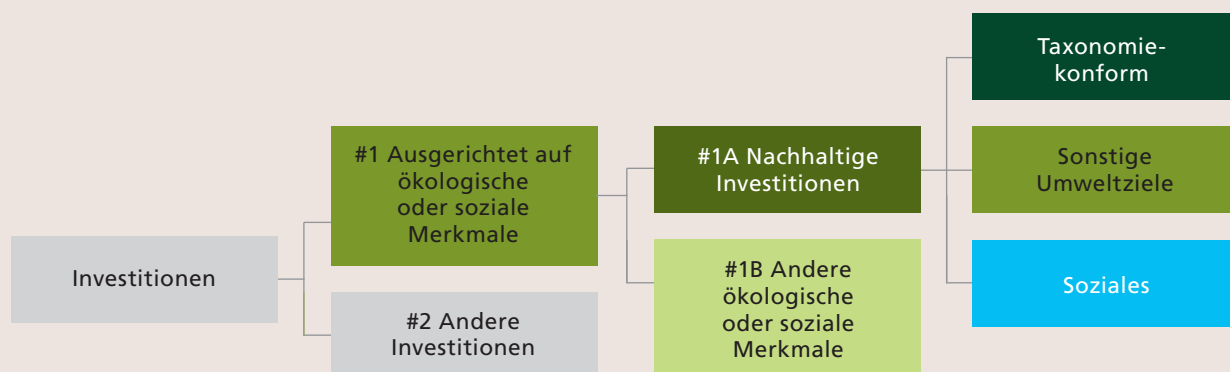 Investitionen
#1 Ausgerichtet auf
ökologische
oder soziale
Merkmale
#2 Andere
Investitionen
#1A Nachhaltige
Investitionen
#1B Andere
ökologische
oder soziale
Merkmale
Taxonomie-
konform
Sonstige
Umweltziele
Soziales